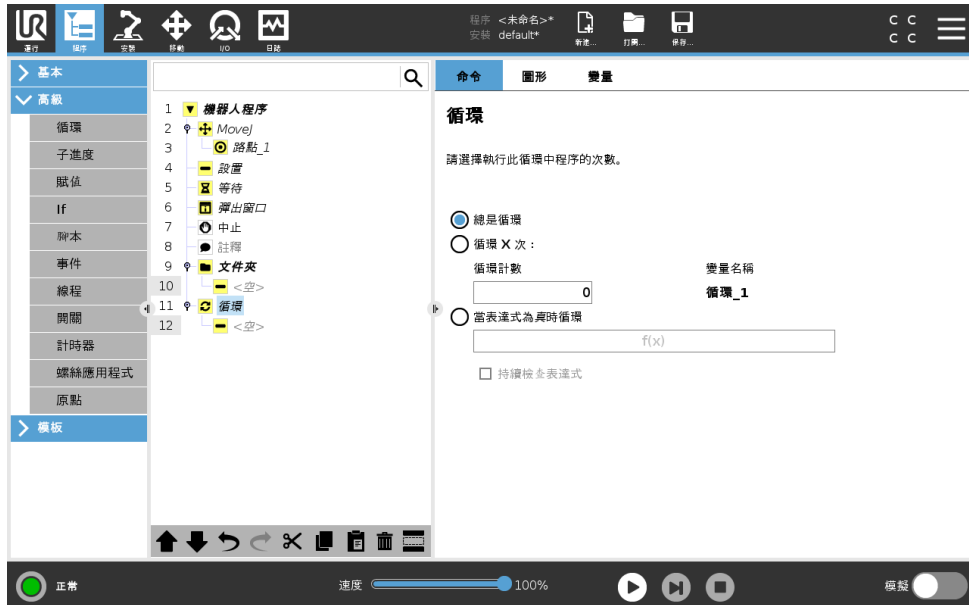 UR
運行
程序
安裝
移動
I/O
日誌
程序 <未命名>*
安裝 default*
新建...
打開...
保存...
C C
C C
基本
高級
循環
子進度
賦值
If
腳本
事件
線程
開關
計時器
螺絲應用程式
原點
模板
1 機器人程序
2 MoveJ
3 路點_1
4 設置
5 等待
6 彈出窗口
7 中止
8 註釋
9 文件夾
10 <空>
11 循環
12 <空>
命令 圖形 變量
循環
請選擇執行此循環中程序的次數。
總是循環
循環 X 次：
循環計數 變量名稱
0 循環_1
當表達式為真時循環
f(x)
持續檢查表達式
正常
速度 100%
模擬